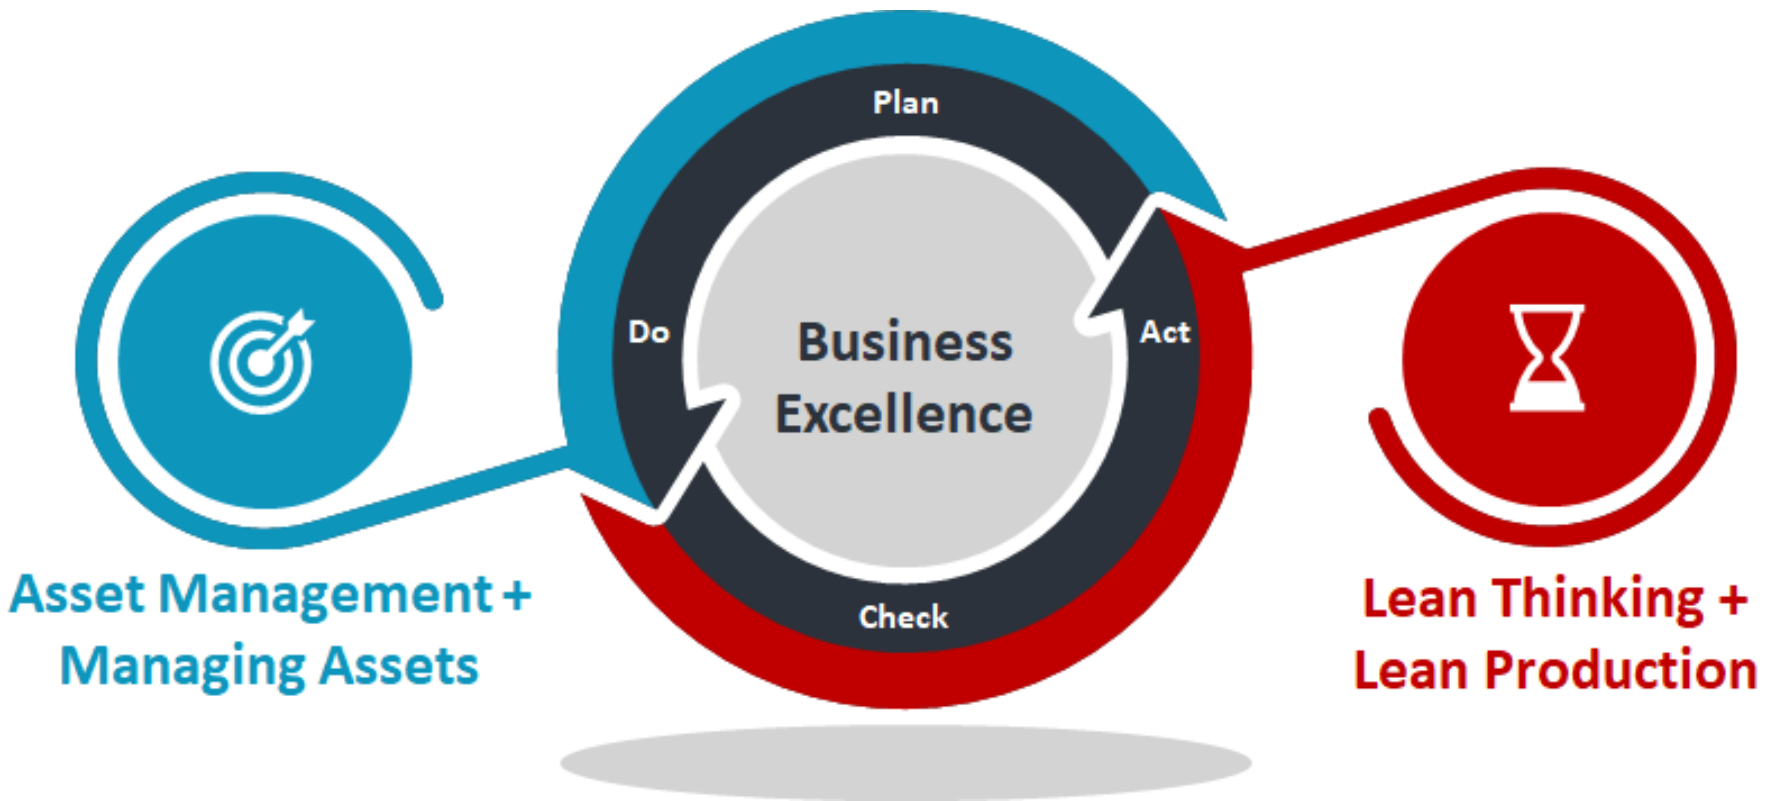 Plan
Do
Act
Business
Excellence
Check
Asset Management +
Managing Assets
Lean Thinking +
Lean Production